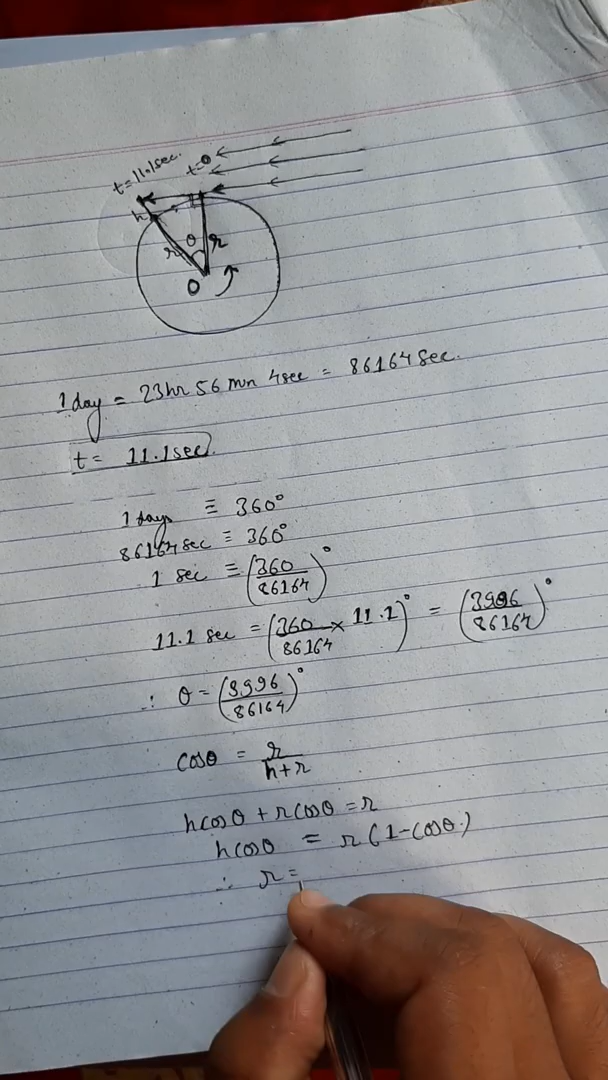 t=11.1sec.
t=0
h
θ
r
r
O
1 day = 23hr 56 min 4sec = 86164 sec.
t = 11.1sec
1 days ≡ 360°
86164 sec ≡ 360°
1 sec ≡ (360/86164)°
11.1 sec = (360/86164 × 11.1)° = (3996/86164)°
∴ θ = (3996/86164)°
cosθ = r/(h+r)
hcosθ + rcosθ = r
hcosθ = r(1-cosθ.)
∴ r =